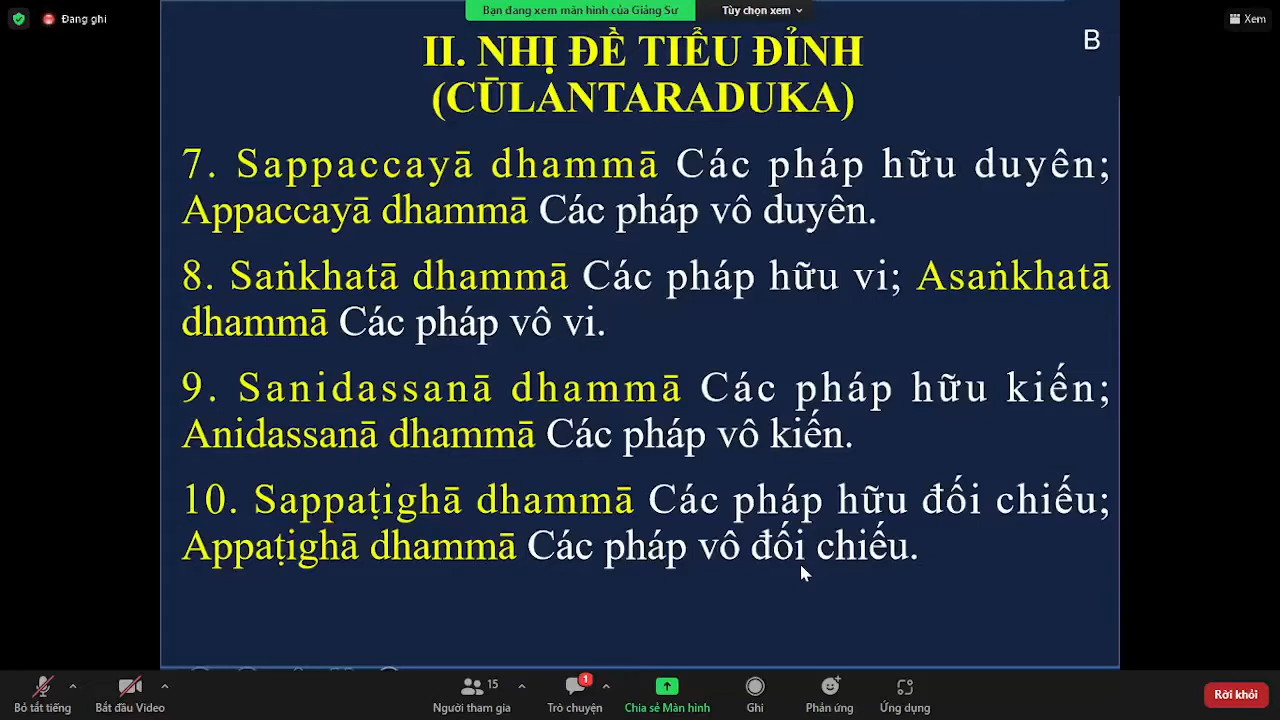 Đang ghi
Bạn đang xem màn hình của Giảng Sư
Tùy chọn xem
Xem
B
II. NHỊ ĐỀ TIỂU ĐỈNH
(CŪLANTARADUKA)
7. Sappaccayā dhammā Các pháp hữu duyên;
Appaccayā dhammā Các pháp vô duyên.
8. Saṅkhatā dhammā Các pháp hữu vi; Asaṅkhatā
dhammā Các pháp vô vi.
9. Sanidassanā dhammā Các pháp hữu kiến;
Anidassanā dhammā Các pháp vô kiến.
10. Sappaṭighā dhammā Các pháp hữu đối chiếu;
Appaṭighā dhammā Các pháp vô đối chiếu.
15
1
Bỏ tắt tiếng
Bắt đầu Video
Người tham gia
Trò chuyện
Chia sẻ Màn hình
Ghi
Phản ứng
Ứng dụng
Rời khỏi